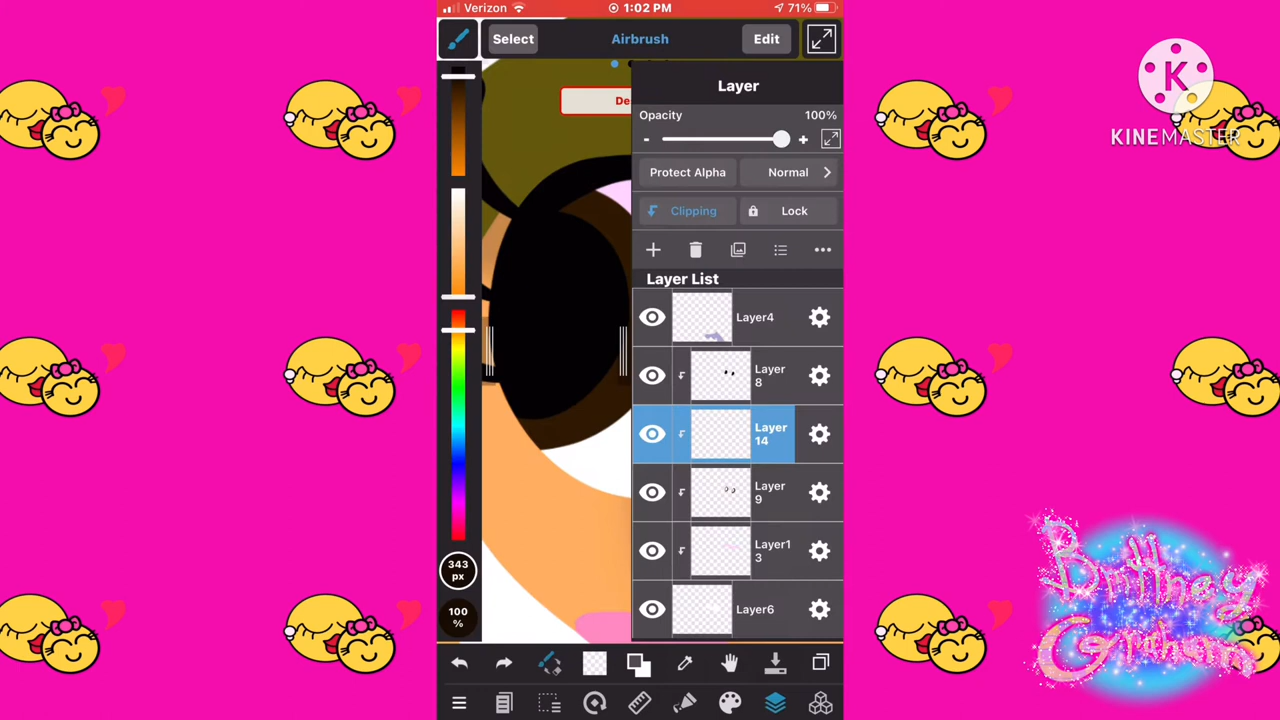 Verizon 1:02 PM 71%
Select Airbrush Edit
De
Layer
Opacity 100%
- +
Protect Alpha Normal
Clipping Lock
Layer List
Layer4
Layer
8
Layer
14
Layer
9
Layer1
3
Layer6
343
px
100
%
K
KINEMASTER
Brittney
Graham